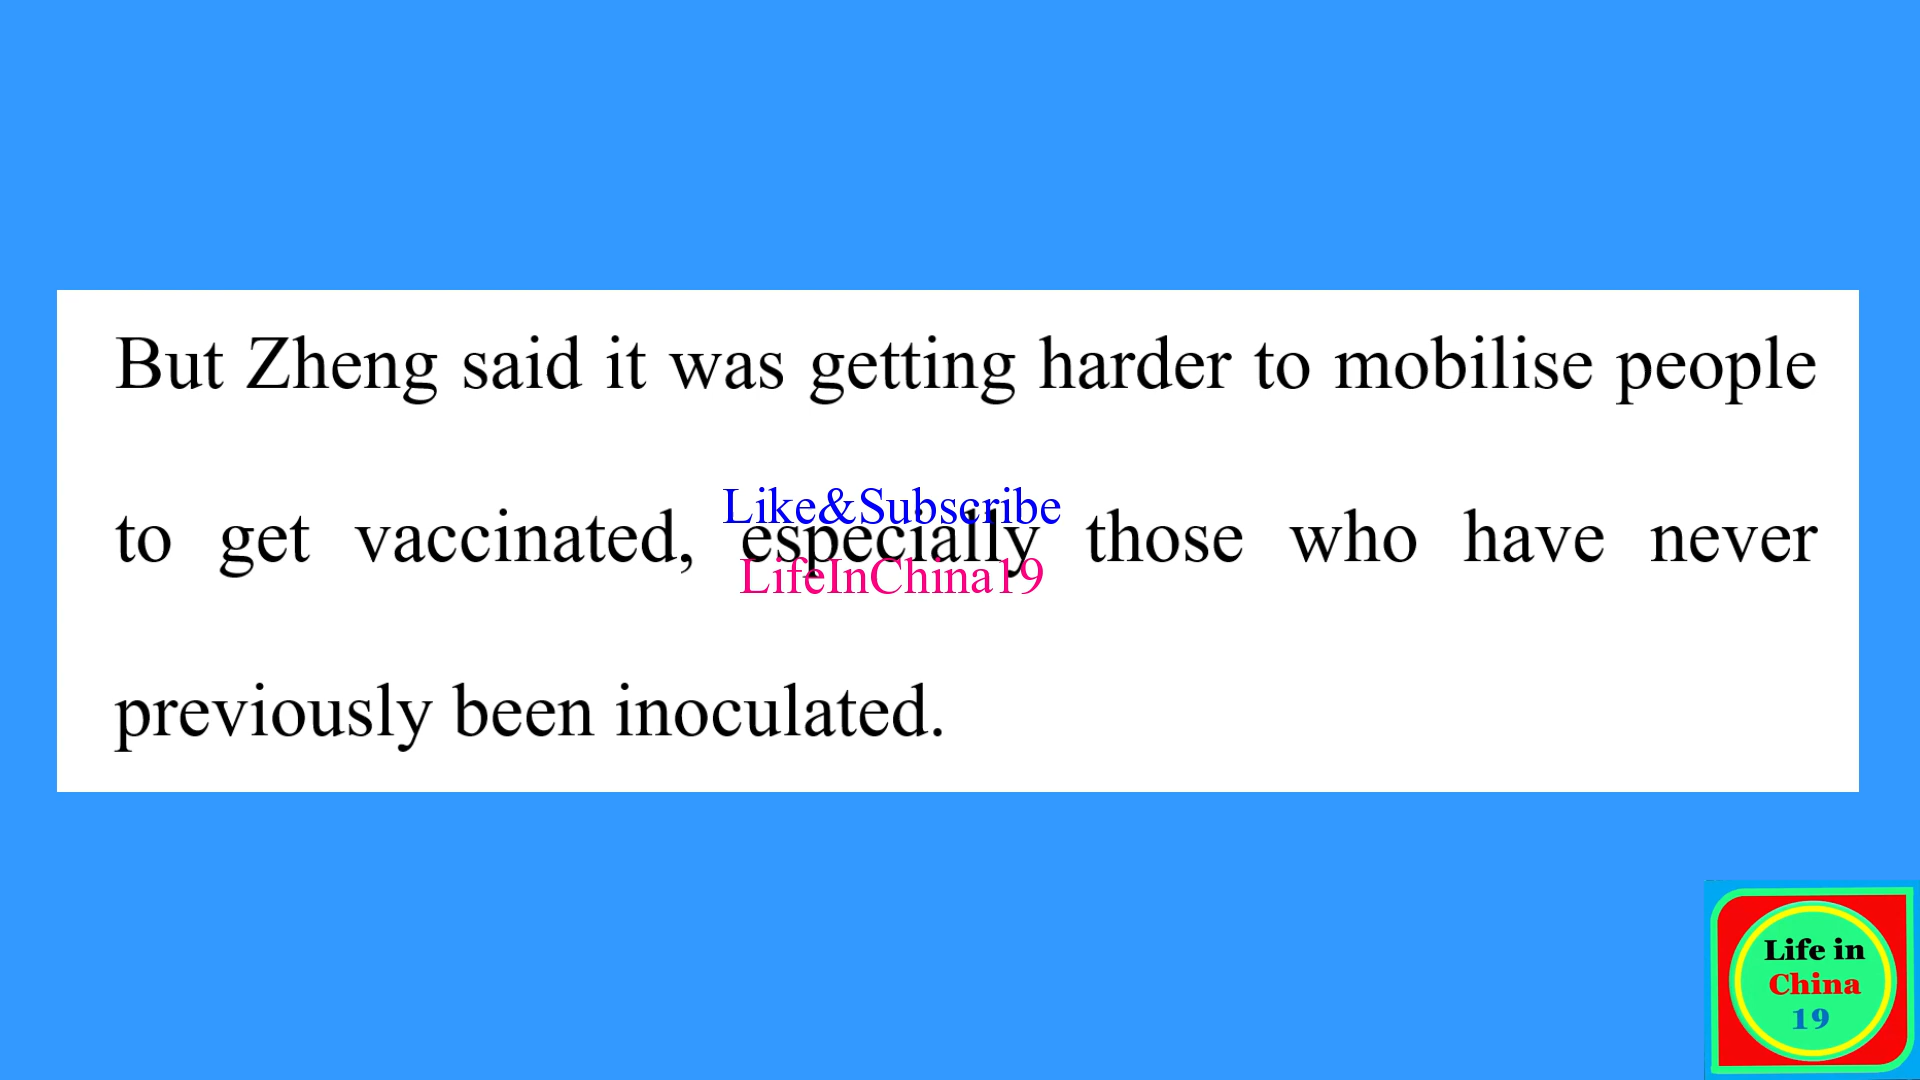 But Zheng said it was getting harder to mobilise people
Like&Subscribe
to get vaccinated, especially those who have never
LifeInChina19
previously been inoculated.
Life in
China
19